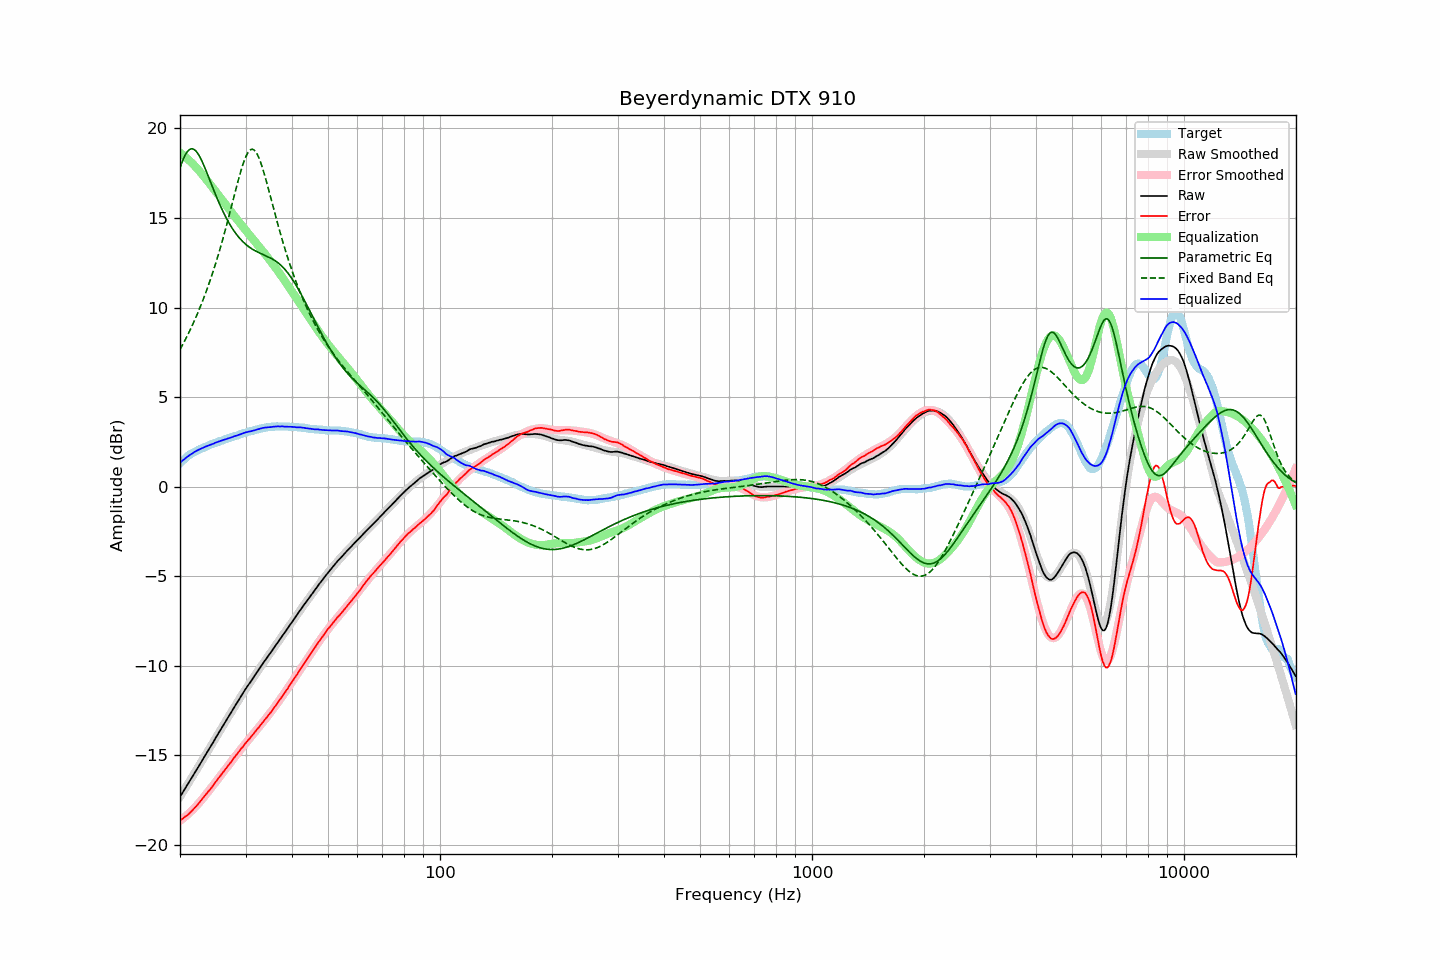 Beyerdynamic DTX 910
20
15
10
5
0
−5
−10
−15
−20
Amplitude (dBr)
Target
Raw Smoothed
Error Smoothed
Raw
Error
Equalization
Parametric Eq
Fixed Band Eq
Equalized
100 1000 10000
Frequency (Hz)